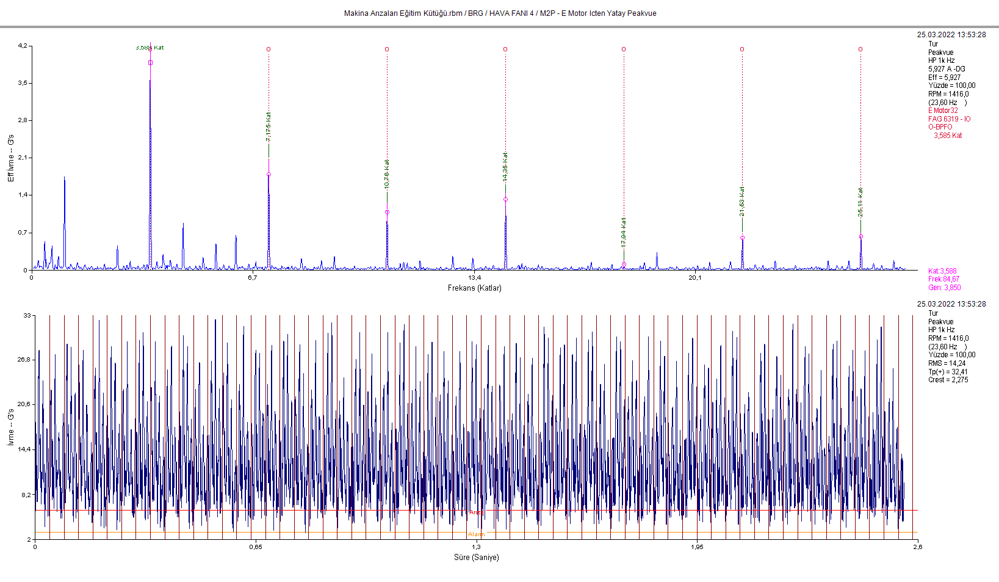 Makina Arızaları Eğitim Kütüğü.rbm / BRG / HAVA FANI 4 / M2P - E Motor Icten Yatay Peakvue
25.03.2022 13:53:28
Tur
Peakvue
HP 1k Hz
5,927 A -DG
Eff = 5,927
Yüzde = 100,00
RPM = 1416,0
(23,60 Hz )
E Motor32
FAG 6319 - IO
O-BPFO
3,585 Kat
Eff İvme -- G's
4,2
3,5
2,8
2,1
1,4
0,7
0
3,588 Kat
7,175 Kat
10,76 Kat
14,35 Kat
17,94 Kat
21,53 Kat
25,11 Kat
0
6,7
13,4
20,1
Frekans (Katlar)
Kat:3,588
Frek:84,67
Gen: 3,850
25.03.2022 13:53:28
Tur
Peakvue
HP 1k Hz
RPM = 1416,0
(23,60 Hz )
Yüzde = 100,00
RMS = 14,24
Tp(+) = 32,41
Crest = 2,275
İvme -- G's
33
26,8
20,6
14,4
8,2
2
Alarm
0
0,65
1,3
1,95
2,6
Süre (Saniye)